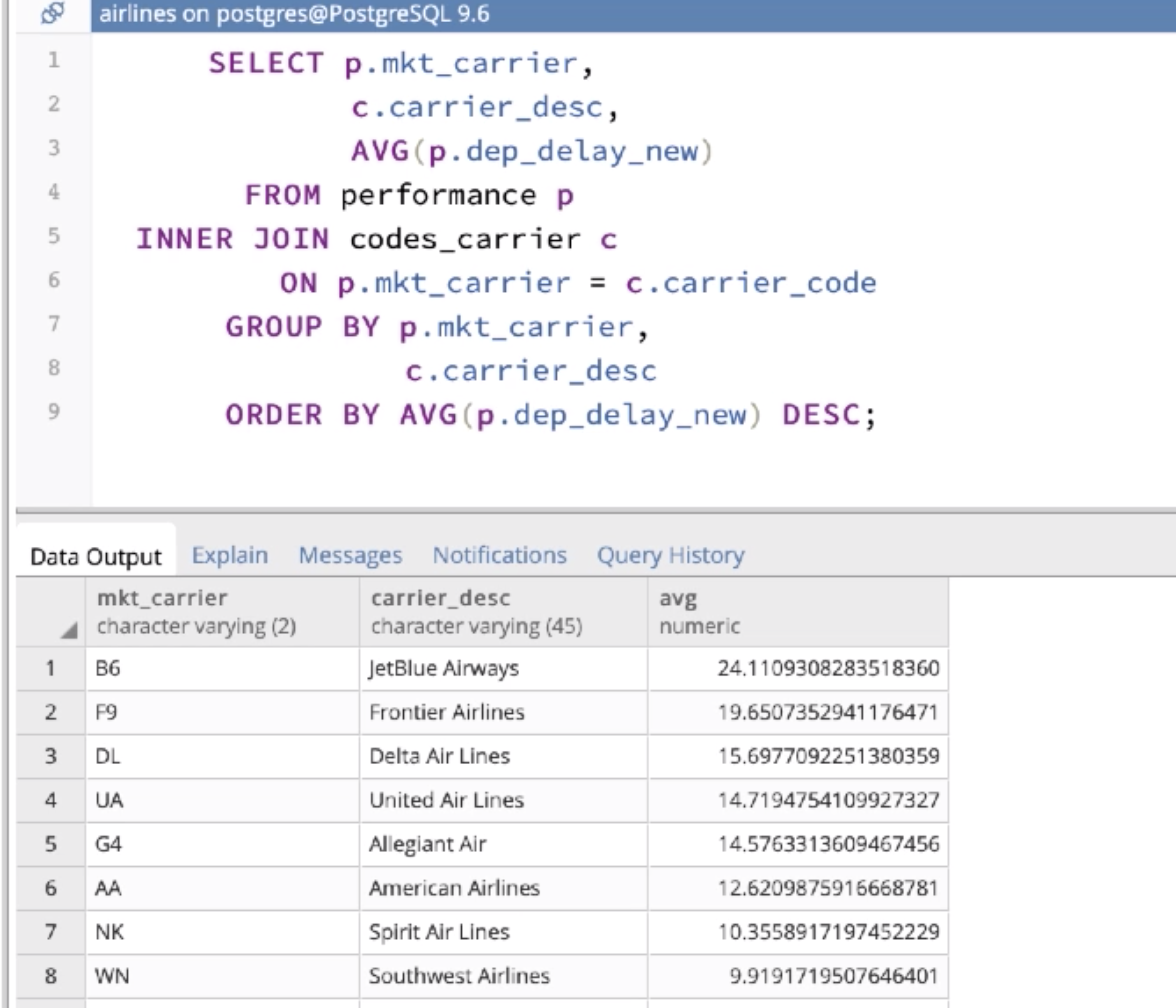 airlines on postgres@PostgreSQL 9.6
1 SELECT p.mkt_carrier,
2 c.carrier_desc,
3 AVG(p.dep_delay_new)
4 FROM performance p
5 INNER JOIN codes_carrier c
6 ON p.mkt_carrier = c.carrier_code
7 GROUP BY p.mkt_carrier,
8 c.carrier_desc
9 ORDER BY AVG(p.dep_delay_new) DESC;
Data Output Explain Messages Notifications Query History
mkt_carrier carrier_desc avg
character varying (2) character varying (45) numeric
1 B6 JetBlue Airways 24.1109308283518360
2 F9 Frontier Airlines 19.6507352941176471
3 DL Delta Air Lines 15.6977092251380359
4 UA United Air Lines 14.7194754109927327
5 G4 Allegiant Air 14.5763313609467456
6 AA American Airlines 12.6209875916668781
7 NK Spirit Air Lines 10.3558917197452229
8 WN Southwest Airlines 9.9191719507646401